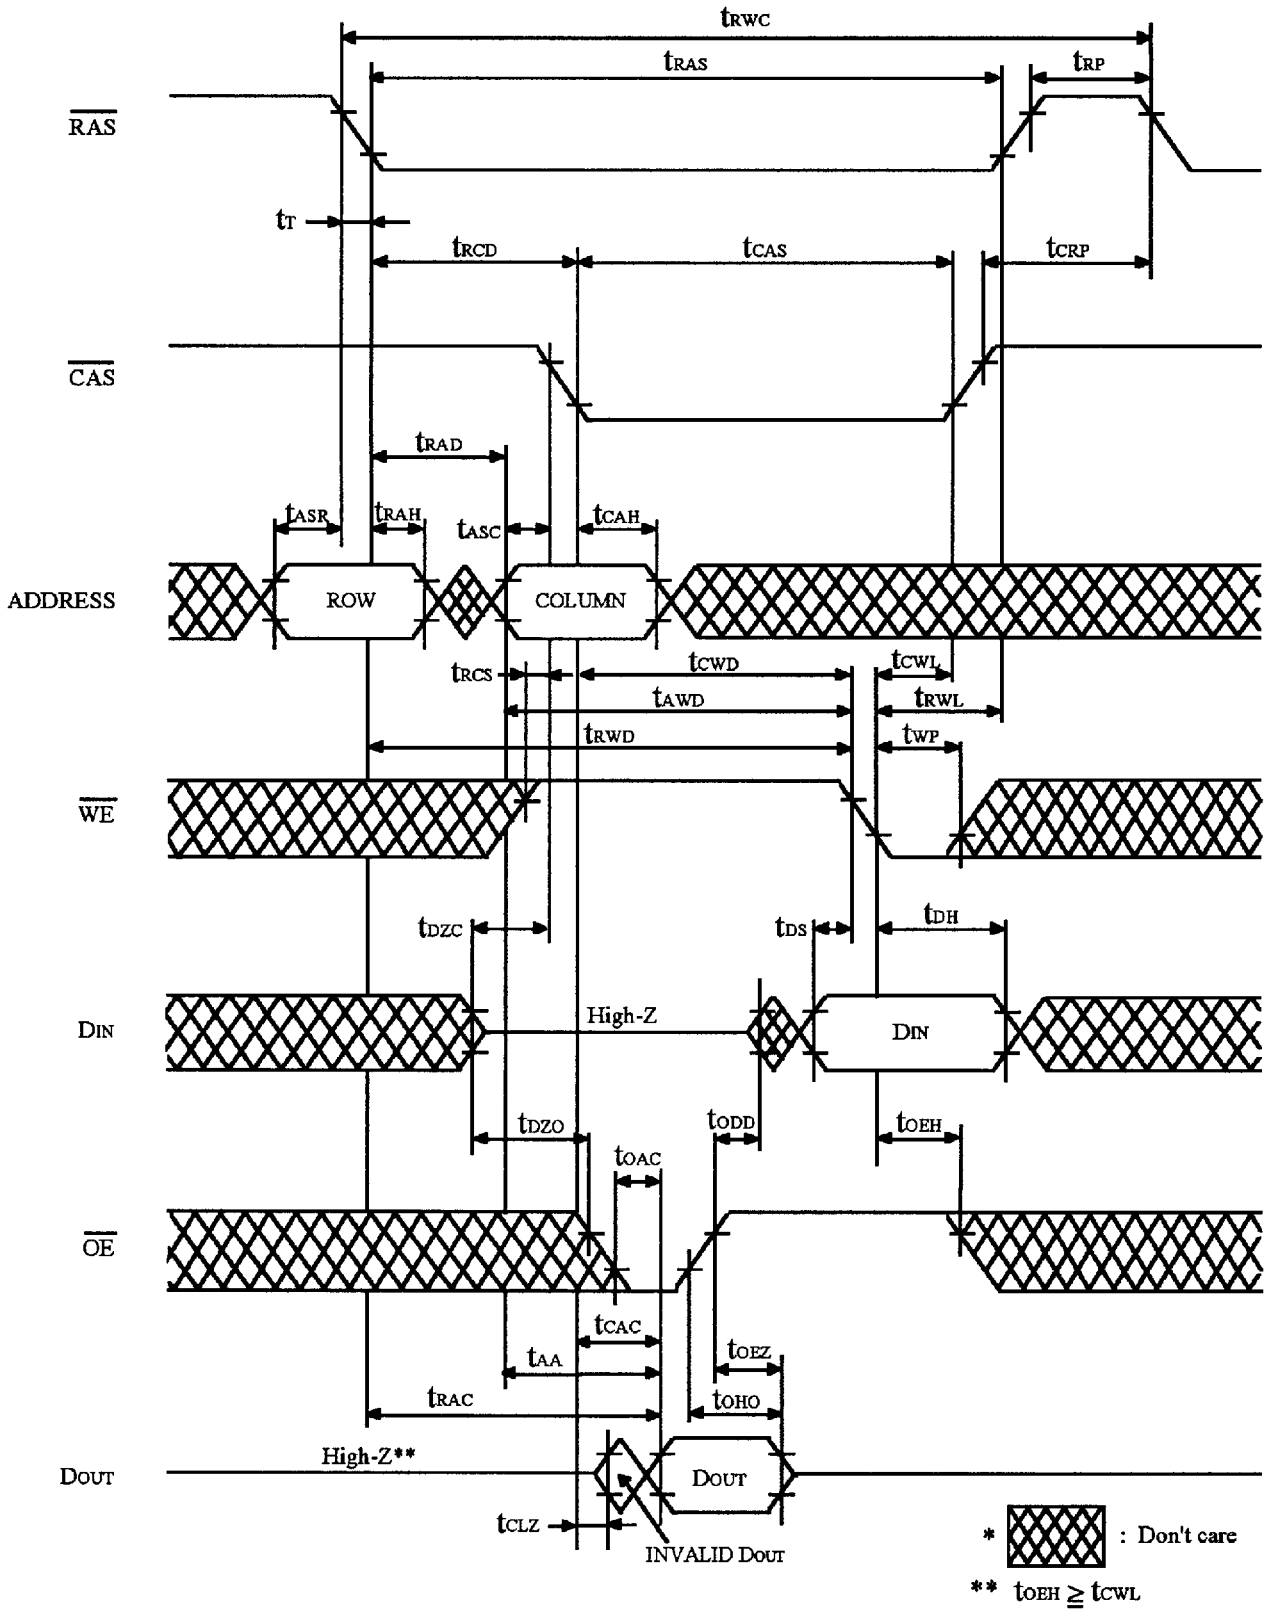 tRWC
tRAS
tRP
RAS
tT
tRCD
tCAS
tCRP
CAS
tRAD
tASR
tRAH
tASC
tCAH
ADDRESS
ROW
COLUMN
tRCS
tCWD
tCWL
tAWD
tRWL
tRWD
tWP
WE
tDZC
tDS
tDH
DIN
High-Z
DIN
tDZO
tODD
tOEH
tOAC
OE
tCAC
tOEZ
tAA
tRAC
tOHO
High-Z**
DOUT
DOUT
tCLZ
INVALID DOUT
* : Don't care
** tOEH ≧ tCWL